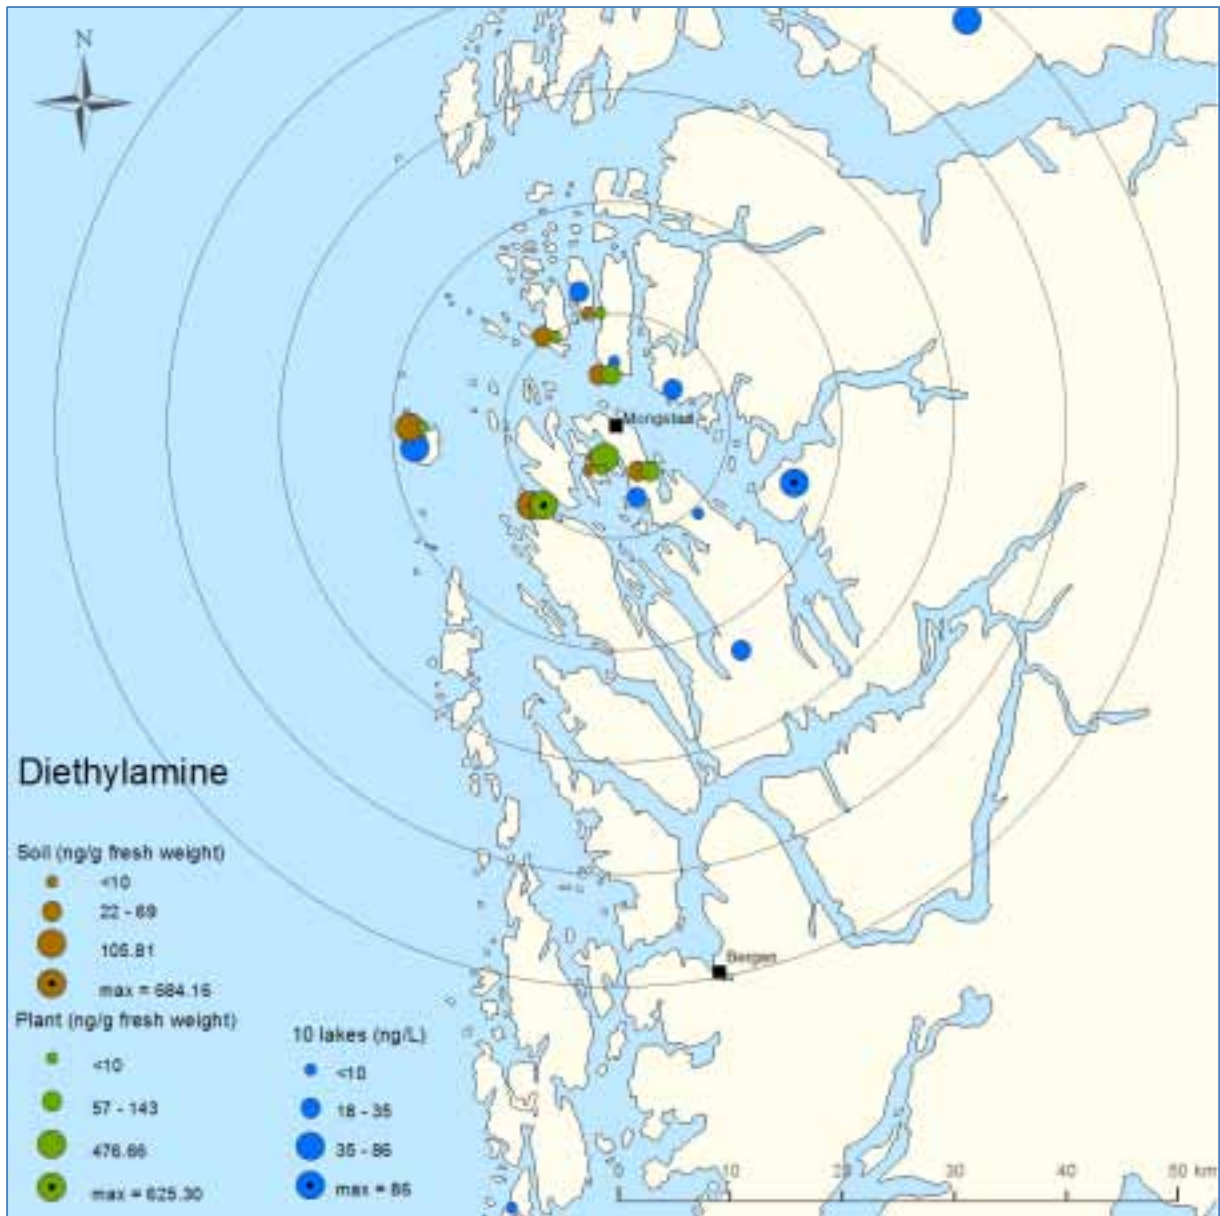 N
Mongstad
Diethylamine
Soil (ng/g fresh weight)
<10
22 - 69
105.81
max = 684.15
Plant (ng/g fresh weight)
<10
57 - 143
476.66
max = 625.30
10 lakes (ng/L)
<10
18 - 35
35 - 86
max = 86
Bergen
0 10 20 30 40 50 km